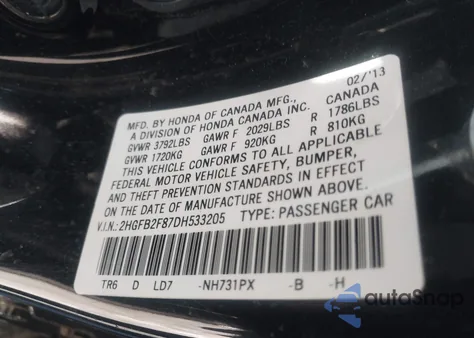 02/'13
MFD. BY HONDA OF CANADA MFG., CANADA
A DIVISION OF HONDA CANADA INC.
GVWR 3792LBS GAWR F 2029LBS R 1786LBS
GVWR 1720KG GAWR F 920KG R 810KG
THIS VEHICLE CONFORMS TO ALL APPLICABLE
FEDERAL MOTOR VEHICLE SAFETY, BUMPER,
AND THEFT PREVENTION STANDARDS IN EFFECT
ON THE DATE OF MANUFACTURE SHOWN ABOVE.
V.I.N.: 2HGFB2F87DH533205 TYPE: PASSENGER CAR
TR6 D LD7 -NH731PX -B -H
autaShop